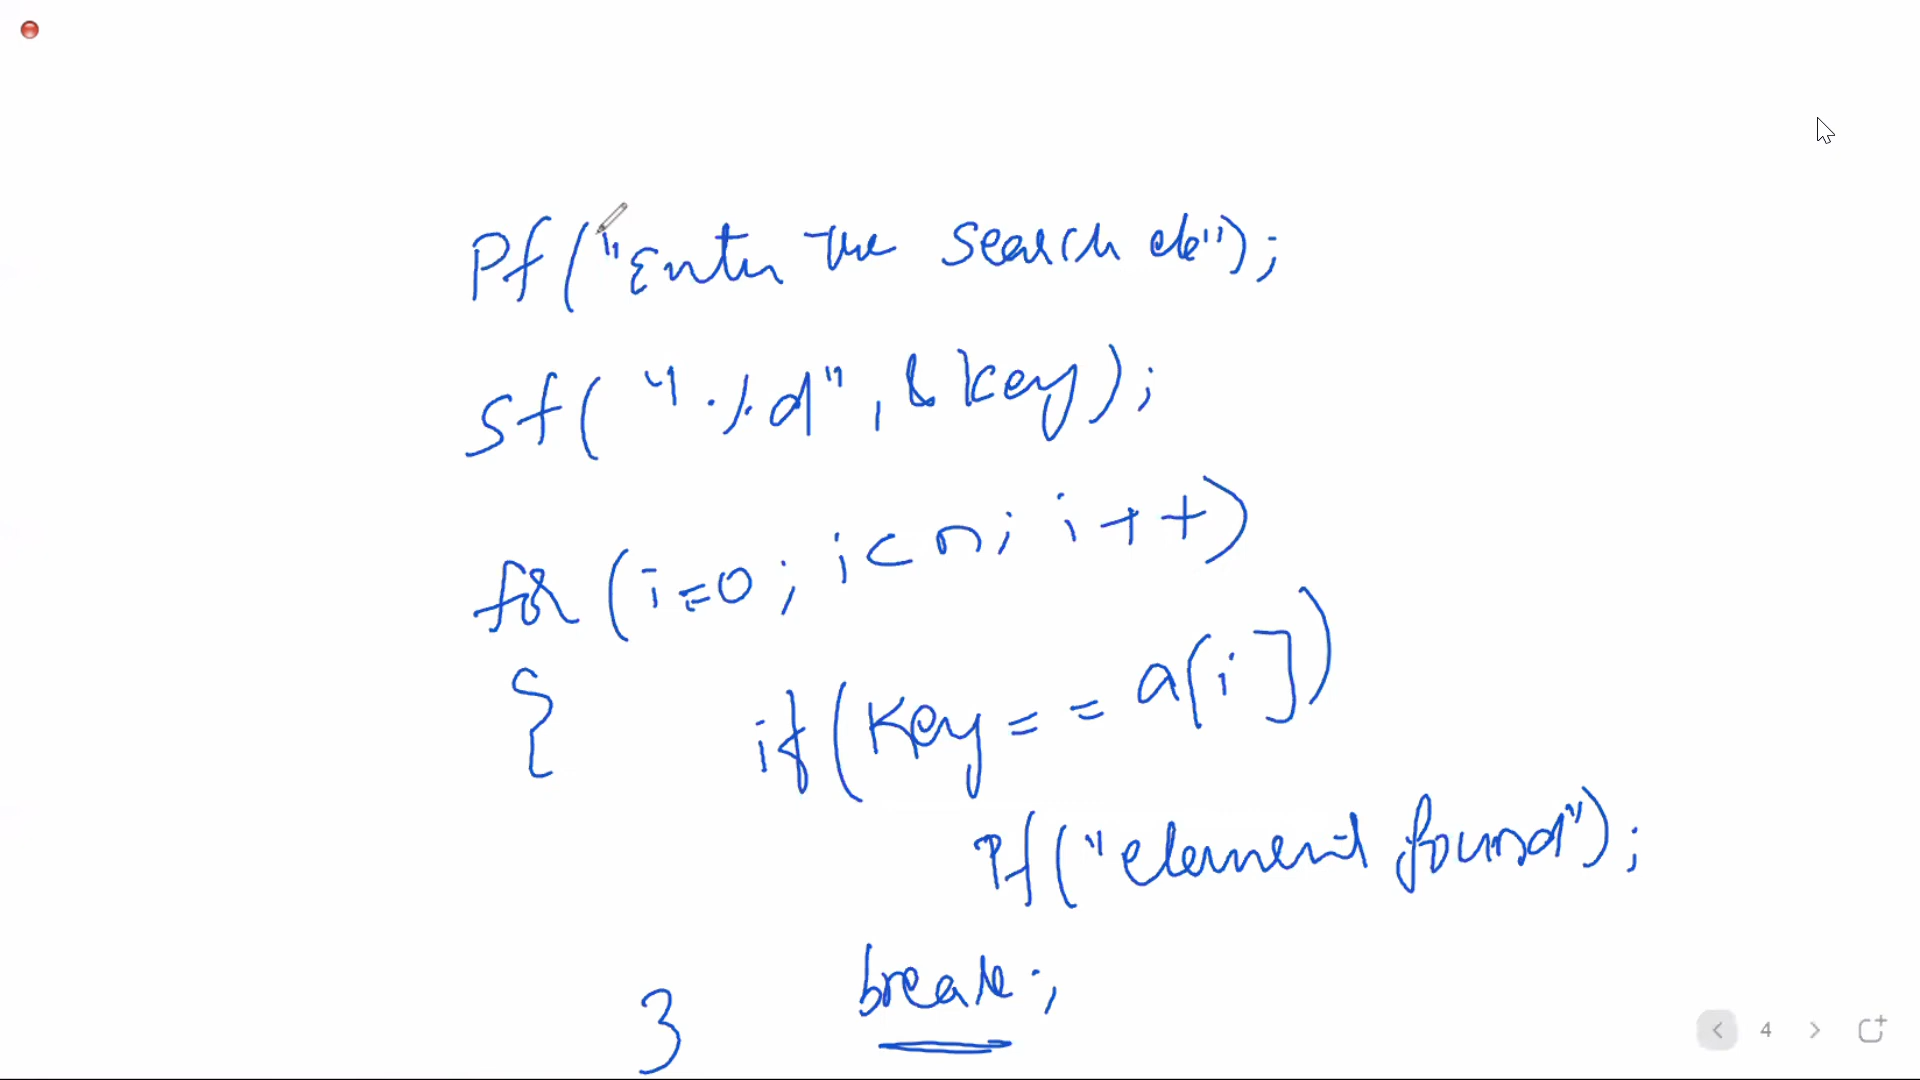 Pf("Enter the search ele");
Sf("%d", &key);
for (i=0; i<n; i++)
{
if(Key == a[i])
Pf("element found");
break;
}
4